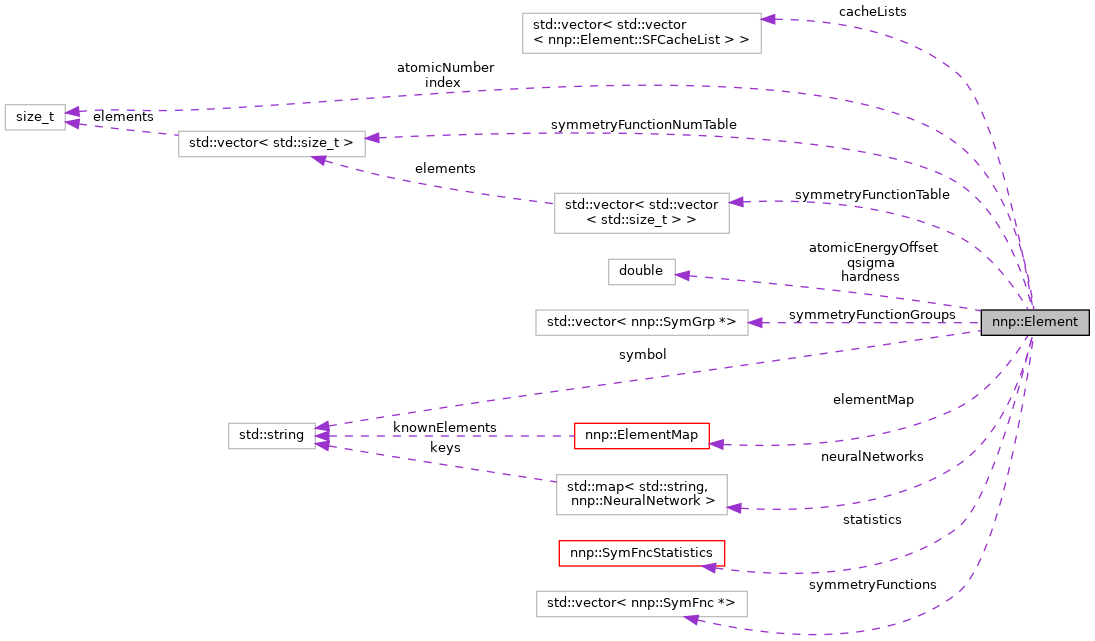 cacheLists
std::vector< std::vector
< nnp::Element::SFCacheList > >
atomicNumber
index
size_t
elements
std::vector< std::size_t >
symmetryFunctionNumTable
elements
std::vector< std::vector
< std::size_t > >
symmetryFunctionTable
atomicEnergyOffset
qsigma
hardness
double
std::vector< nnp::SymGrp *>
symmetryFunctionGroups
nnp::Element
symbol
std::string
knownElements
keys
nnp::ElementMap
elementMap
std::map< std::string,
nnp::NeuralNetwork >
neuralNetworks
statistics
nnp::SymFncStatistics
symmetryFunctions
std::vector< nnp::SymFnc *>